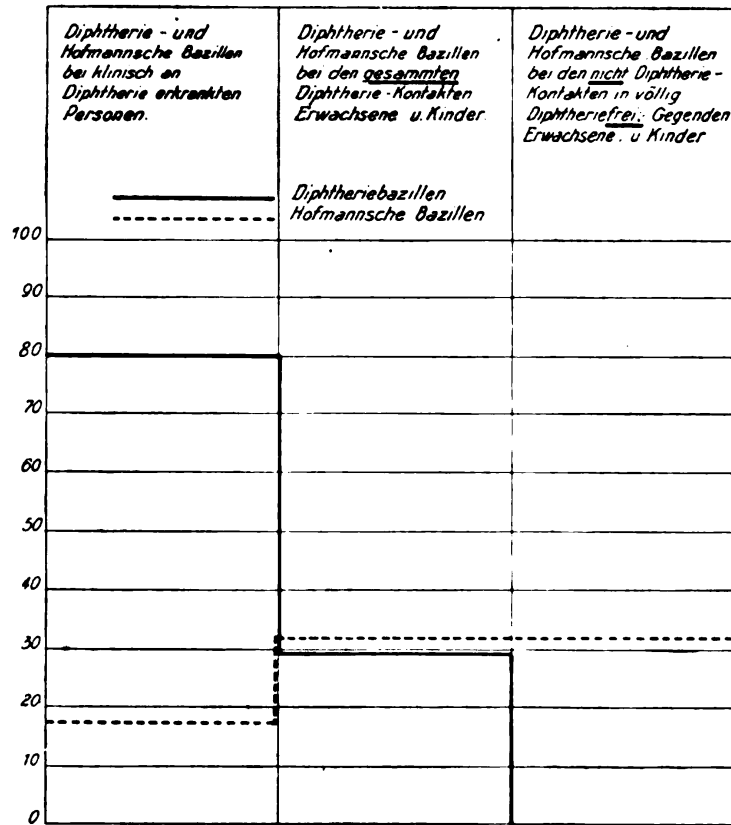 Diphtherie - und
Hofmannsche Bazillen
bei klinisch an
Diphtherie erkrankten
Personen.
Diphtherie - und
Hofmannsche Bazillen
bei den gesammten
Diphtherie - Kontakten
Erwachsene u. Kinder
Diphtherie - und
Hofmannsche Bazillen
bei den nicht Diphtherie -
Kontakten in völlig
Diphtheriefrei. Gegenden
Erwachsene. u Kinder
Diphtheriebazillen
Hofmannsche Bazillen
100
90
80
70
60
50
40
30
20
10
0